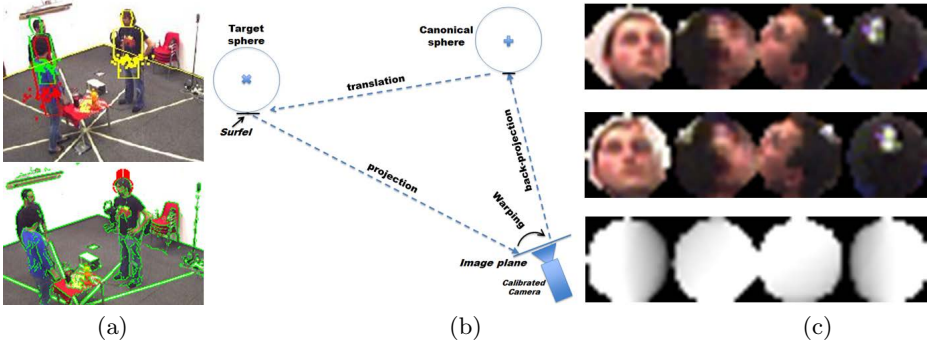 Target
sphere
Canonical
sphere
translation
Surfel
projection
back-projection
Warping
Image plane
Calibrated
Camera
(a)
(b)
(c)